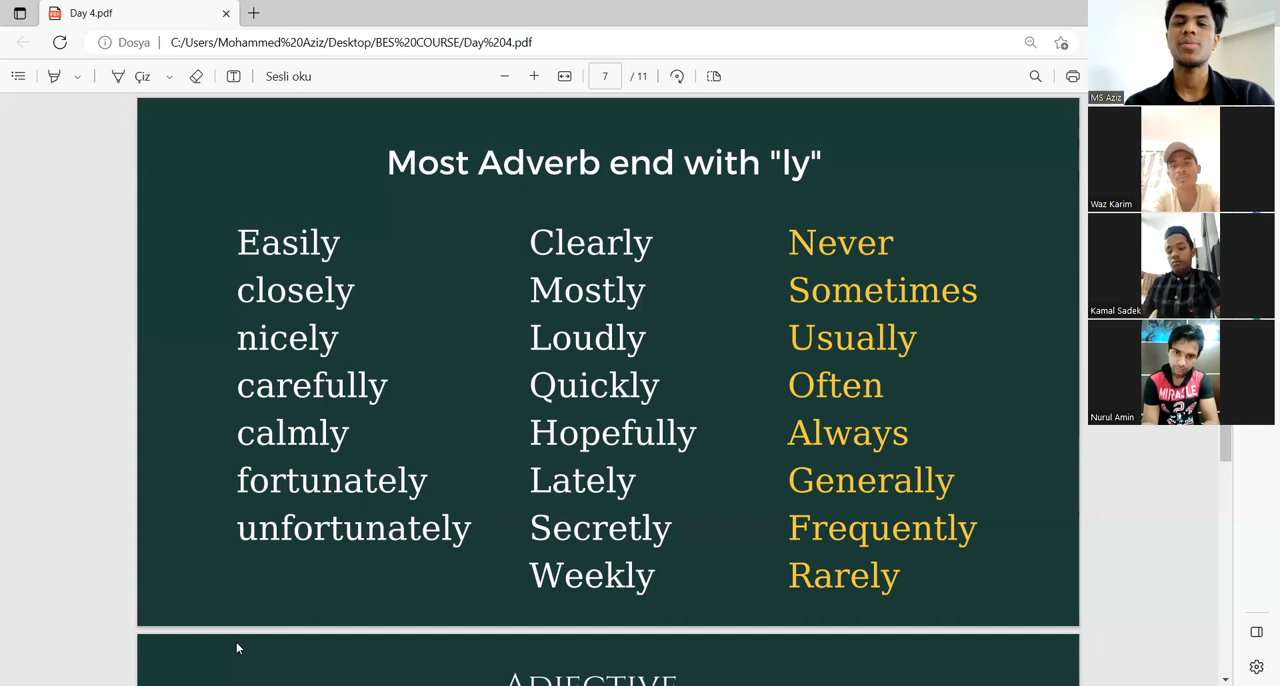 Day 4.pdf
Dosya
C:/Users/Mohammed%20Aziz/Desktop/BES%20COURSE/Day%204.pdf
Çiz
Sesli oku
7
/ 11
Most Adverb end with "ly"
Easily
closely
nicely
carefully
calmly
fortunately
unfortunately
Clearly
Mostly
Loudly
Quickly
Hopefully
Lately
Secretly
Weekly
Never
Sometimes
Usually
Often
Always
Generally
Frequently
Rarely
ADJECTIVE
MS Aziz
Waz Karim
Kamal Sadek
MIRACLE
2
Nurul Amin